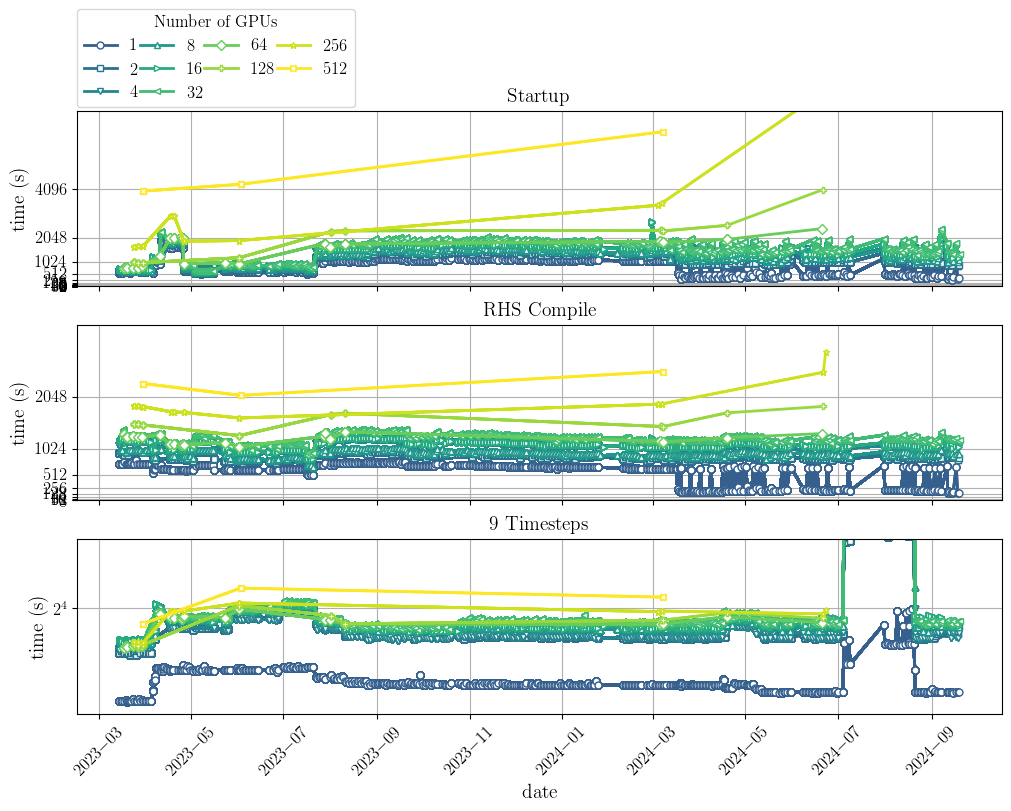 Number of GPUs
1 8 64 256
2 16 128 512
4 32
Startup
time (s)
4096
2048
1024
512
RHS Compile
time (s)
2048
1024
512
256
9 Timesteps
time (s)
2⁴
2023−03 2023−05 2023−07 2023−09 2023−11 2024−01 2024−03 2024−05 2024−07 2024−09
date